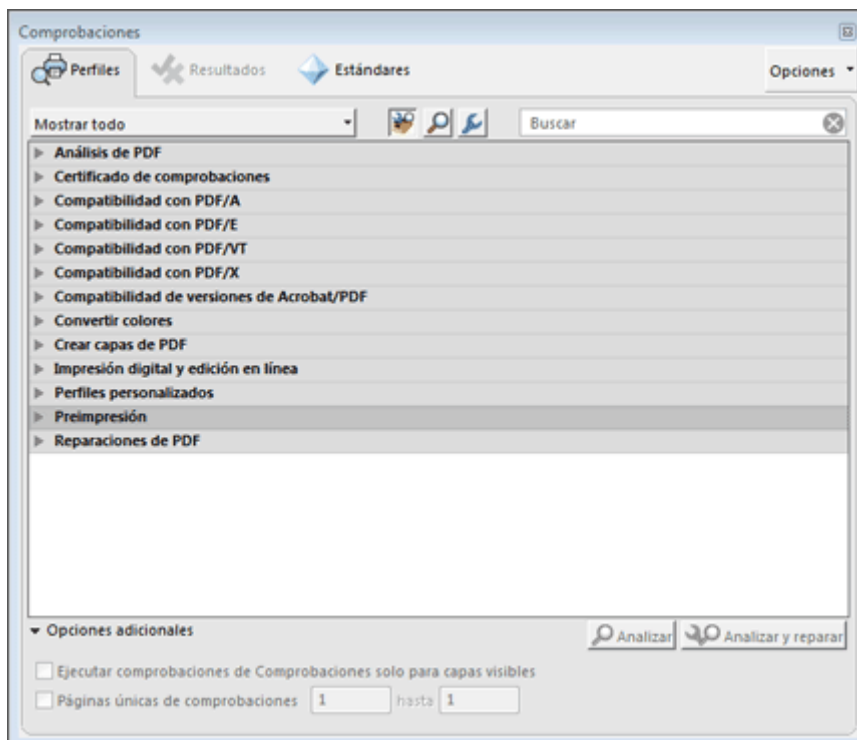 Comprobaciones
Perfiles Resultados Estándares Opciones
Mostrar todo Buscar
Análisis de PDF
Certificado de comprobaciones
Compatibilidad con PDF/A
Compatibilidad con PDF/E
Compatibilidad con PDF/VT
Compatibilidad con PDF/X
Compatibilidad de versiones de Acrobat/PDF
Convertir colores
Crear capas de PDF
Impresión digital y edición en línea
Perfiles personalizados
Preimpresión
Reparaciones de PDF
Opciones adicionales Analizar Analizar y reparar
Ejecutar comprobaciones de Comprobaciones solo para capas visibles
Páginas únicas de comprobaciones 1 hasta 1